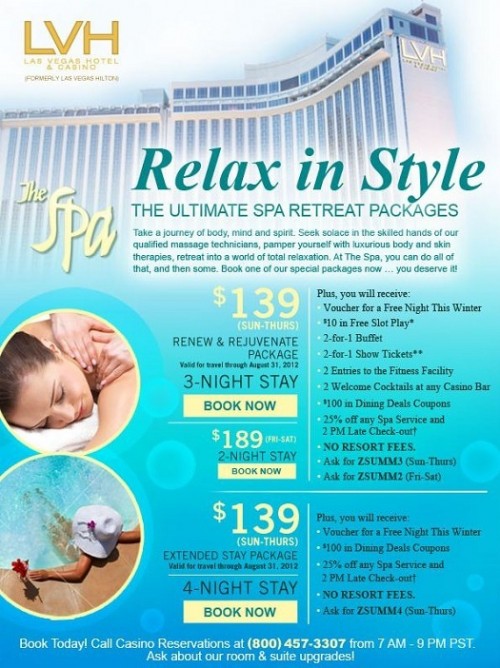 LVH
LAS VEGAS HOTEL
& CASINO
(FORMERLY LAS VEGAS HILTON)
LVH
The Spa
Relax in Style
THE ULTIMATE SPA RETREAT PACKAGES
Take a journey of body, mind and spirit. Seek solace in the skilled hands of our
qualified massage technicians, pamper yourself with luxurious body and skin
therapies, retreat into a world of total relaxation. At The Spa, you can do all of
that, and then some. Book one of our special packages now ... you deserve it!
$139
(SUN-THURS)
RENEW & REJUVENATE
PACKAGE
Valid for travel through August 31, 2012
3-NIGHT STAY
BOOK NOW
$189 (FRI-SAT)
2-NIGHT STAY
BOOK NOW
Plus, you will receive:
• Voucher for a Free Night This Winter
• $10 in Free Slot Play*
• 2-for-1 Buffet
• 2-for-1 Show Tickets**
• 2 Entries to the Fitness Facility
• 2 Welcome Cocktails at any Casino Bar
• $100 in Dining Deals Coupons
• 25% off any Spa Service and
2 PM Late Check-out†
• NO RESORT FEES.
• Ask for ZSUMM3 (Sun-Thurs)
• Ask for ZSUMM2 (Fri-Sat)
$139
(SUN-THURS)
EXTENDED STAY PACKAGE
Valid for travel through August 31, 2012
4-NIGHT STAY
BOOK NOW
Plus, you will receive:
• Voucher for a Free Night This Winter
• $100 in Dining Deals Coupons
• 25% off any Spa Service and
2 PM Late Check-out†
• NO RESORT FEES.
• Ask for ZSUMM4 (Sun-Thurs)
Book Today! Call Casino Reservations at (800) 457-3307 from 7 AM - 9 PM PST.
Ask about our room & suite upgrades!